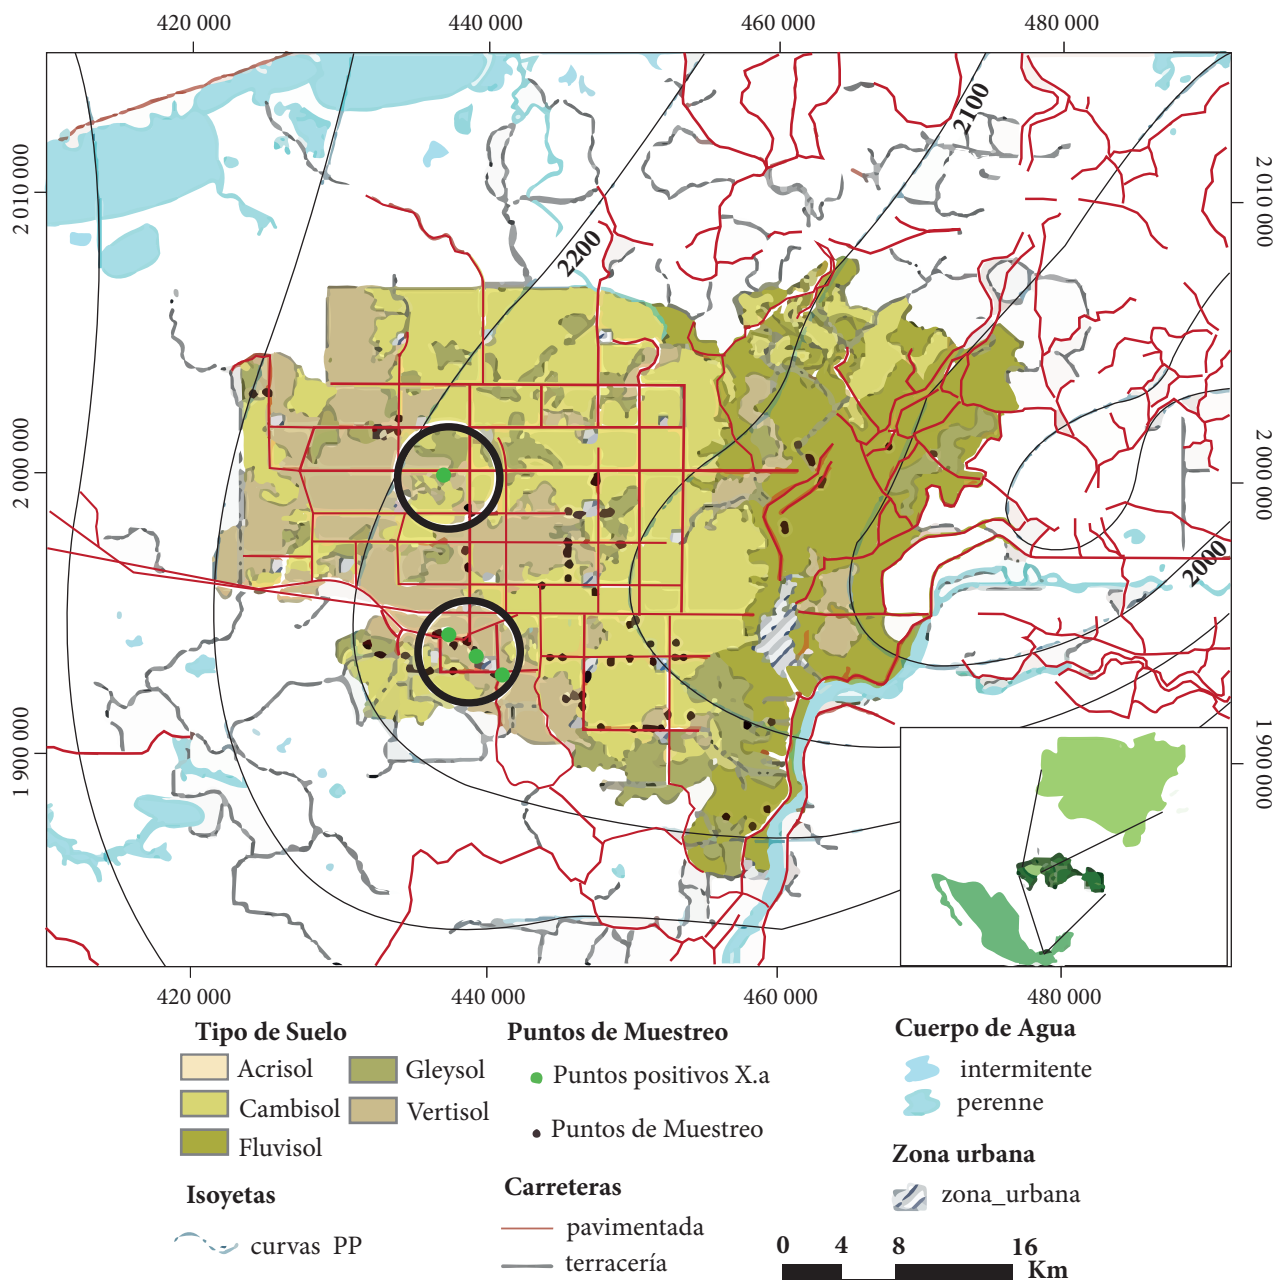 420 000
440 000
460 000
480 000
2 010 000
2 000 000
1 900 000
2 010 000
2 000 000
1 900 000
2200
2100
2000
420 000
440 000
460 000
480 000
Tipo de Suelo
Acrisol
Cambisol
Fluvisol
Gleysol
Vertisol
Isoyetas
curvas PP
Puntos de Muestreo
Puntos positivos X.a
Puntos de Muestreo
Carreteras
pavimentada
terracería
Cuerpo de Agua
intermitente
perenne
Zona urbana
zona_urbana
0 4 8 16
Km